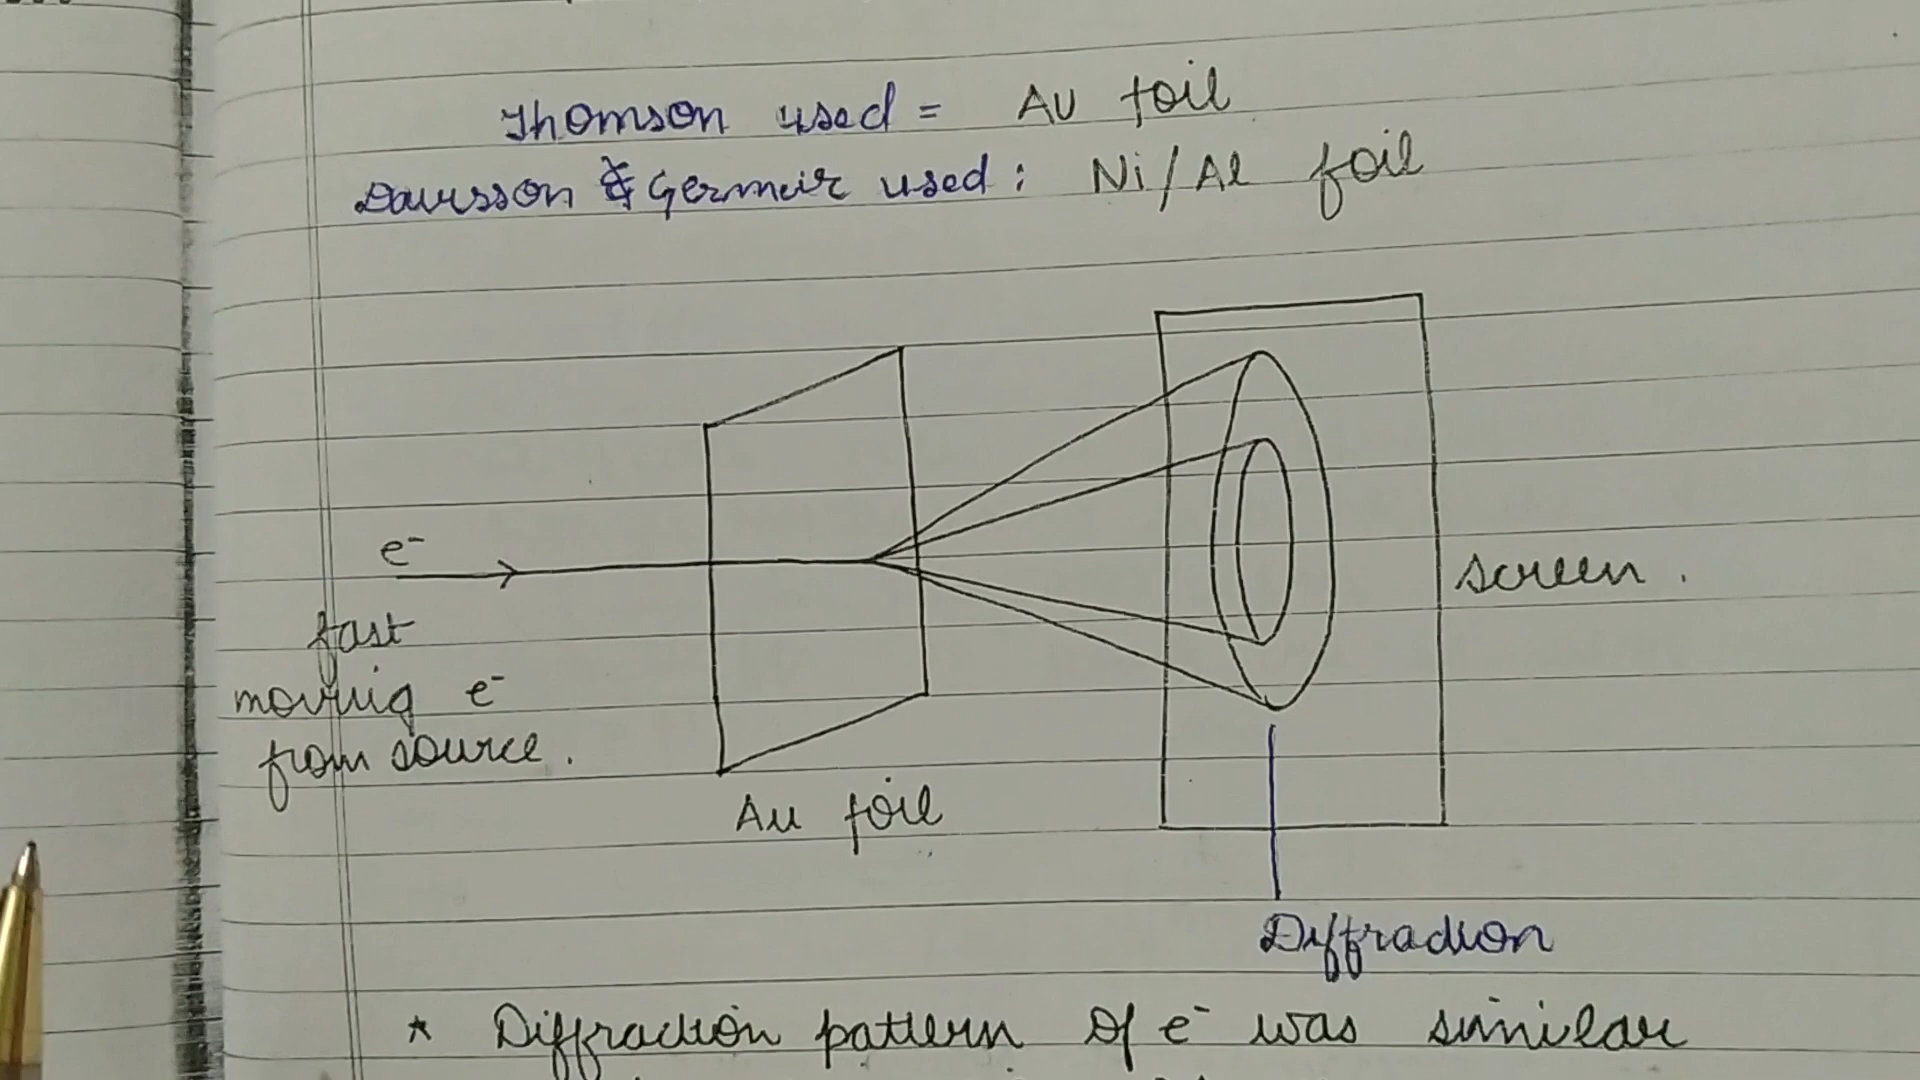 Thomson used = Au foil
Davisson & Germeir used : Ni/Al foil
e⁻
fast
moving e⁻
from source.
Au foil
screen.
Diffraction
* Diffraction pattern of e⁻ was similar